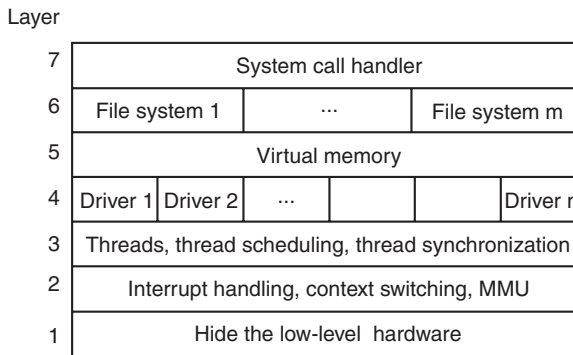 Layer
7 System call handler
6 File system 1 ... File system m
5 Virtual memory
4 Driver 1 Driver 2 ... Driver n
3 Threads, thread scheduling, thread synchronization
2 Interrupt handling, context switching, MMU
1 Hide the low-level hardware